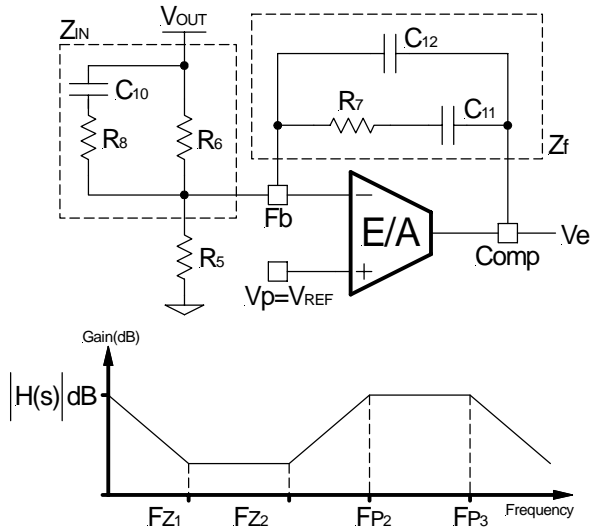 VOUT
ZIN
C10
R8
R6
R5
C12
R7
C11
Zf
Fb
E/A
Comp
Ve
Vp=VREF
Gain(dB)
|H(s)|dB
FZ1
FZ2
FP2
FP3
Frequency